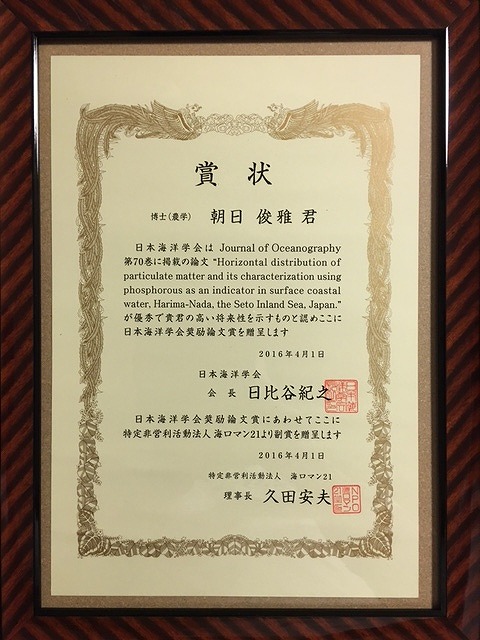 賞状
博士(農学) 朝日 俊雅 君
日本海洋学会は Journal of Oceanography
第70巻に掲載の論文 “Horizontal distribution of
particulate matter and its characterization using
phosphorous as an indicator in surface coastal
water, Harima-Nada, the Seto Inland Sea, Japan.”
が優秀で貴君の高い将来性を示すものと認めここに
日本海洋学会奨励論文賞を贈呈します
2016年4月1日
日本海洋学会
会 長 日比谷紀之
日本海洋学会奨励論文賞にあわせてここに
特定非営利活動法人 海ロマン21より副賞を贈呈します
2016年4月1日
特定非営利活動法人 海ロマン21
理事長 久田安夫